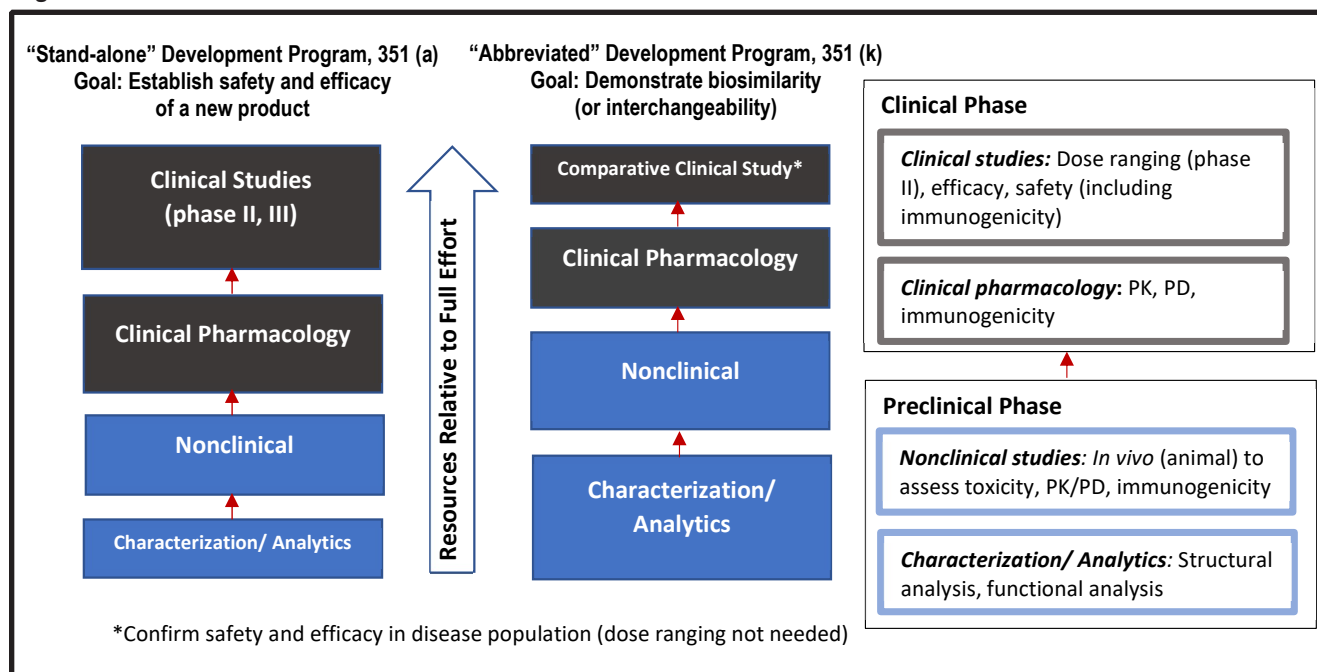 “Stand-alone” Development Program, 351 (a)
Goal: Establish safety and efficacy
of a new product
Clinical Studies
(phase II, III)
Clinical Pharmacology
Nonclinical
Characterization/ Analytics
Resources Relative to Full Effort
“Abbreviated” Development Program, 351 (k)
Goal: Demonstrate biosimilarity
(or interchangeability)
Comparative Clinical Study*
Clinical Pharmacology
Nonclinical
Characterization/
Analytics
Clinical Phase
Clinical studies: Dose ranging (phase
II), efficacy, safety (including
immunogenicity)
Clinical pharmacology: PK, PD,
immunogenicity
Preclinical Phase
Nonclinical studies: In vivo (animal) to
assess toxicity, PK/PD, immunogenicity
Characterization/ Analytics: Structural
analysis, functional analysis
*Confirm safety and efficacy in disease population (dose ranging not needed)